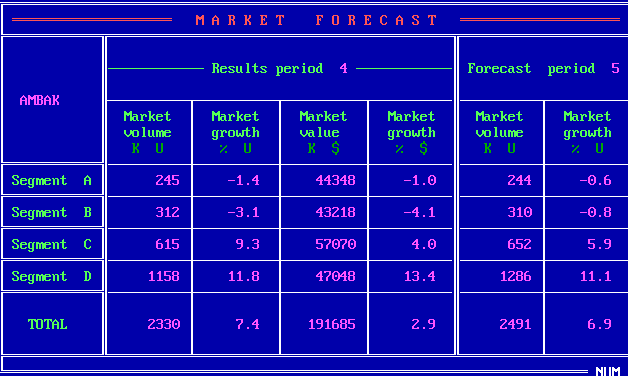 MARKET FORECAST
AMBAK Results period 4 Forecast period 5
Market Market Market Market Market Market
volume growth value growth volume growth
K U % U K $ % $ K U % U
Segment A 245 -1.4 44348 -1.0 244 -0.6
Segment B 312 -3.1 43218 -4.1 310 -0.8
Segment C 615 9.3 57070 4.0 652 5.9
Segment D 1158 11.8 47048 13.4 1286 11.1
TOTAL 2330 7.4 191685 2.9 2491 6.9
NUM